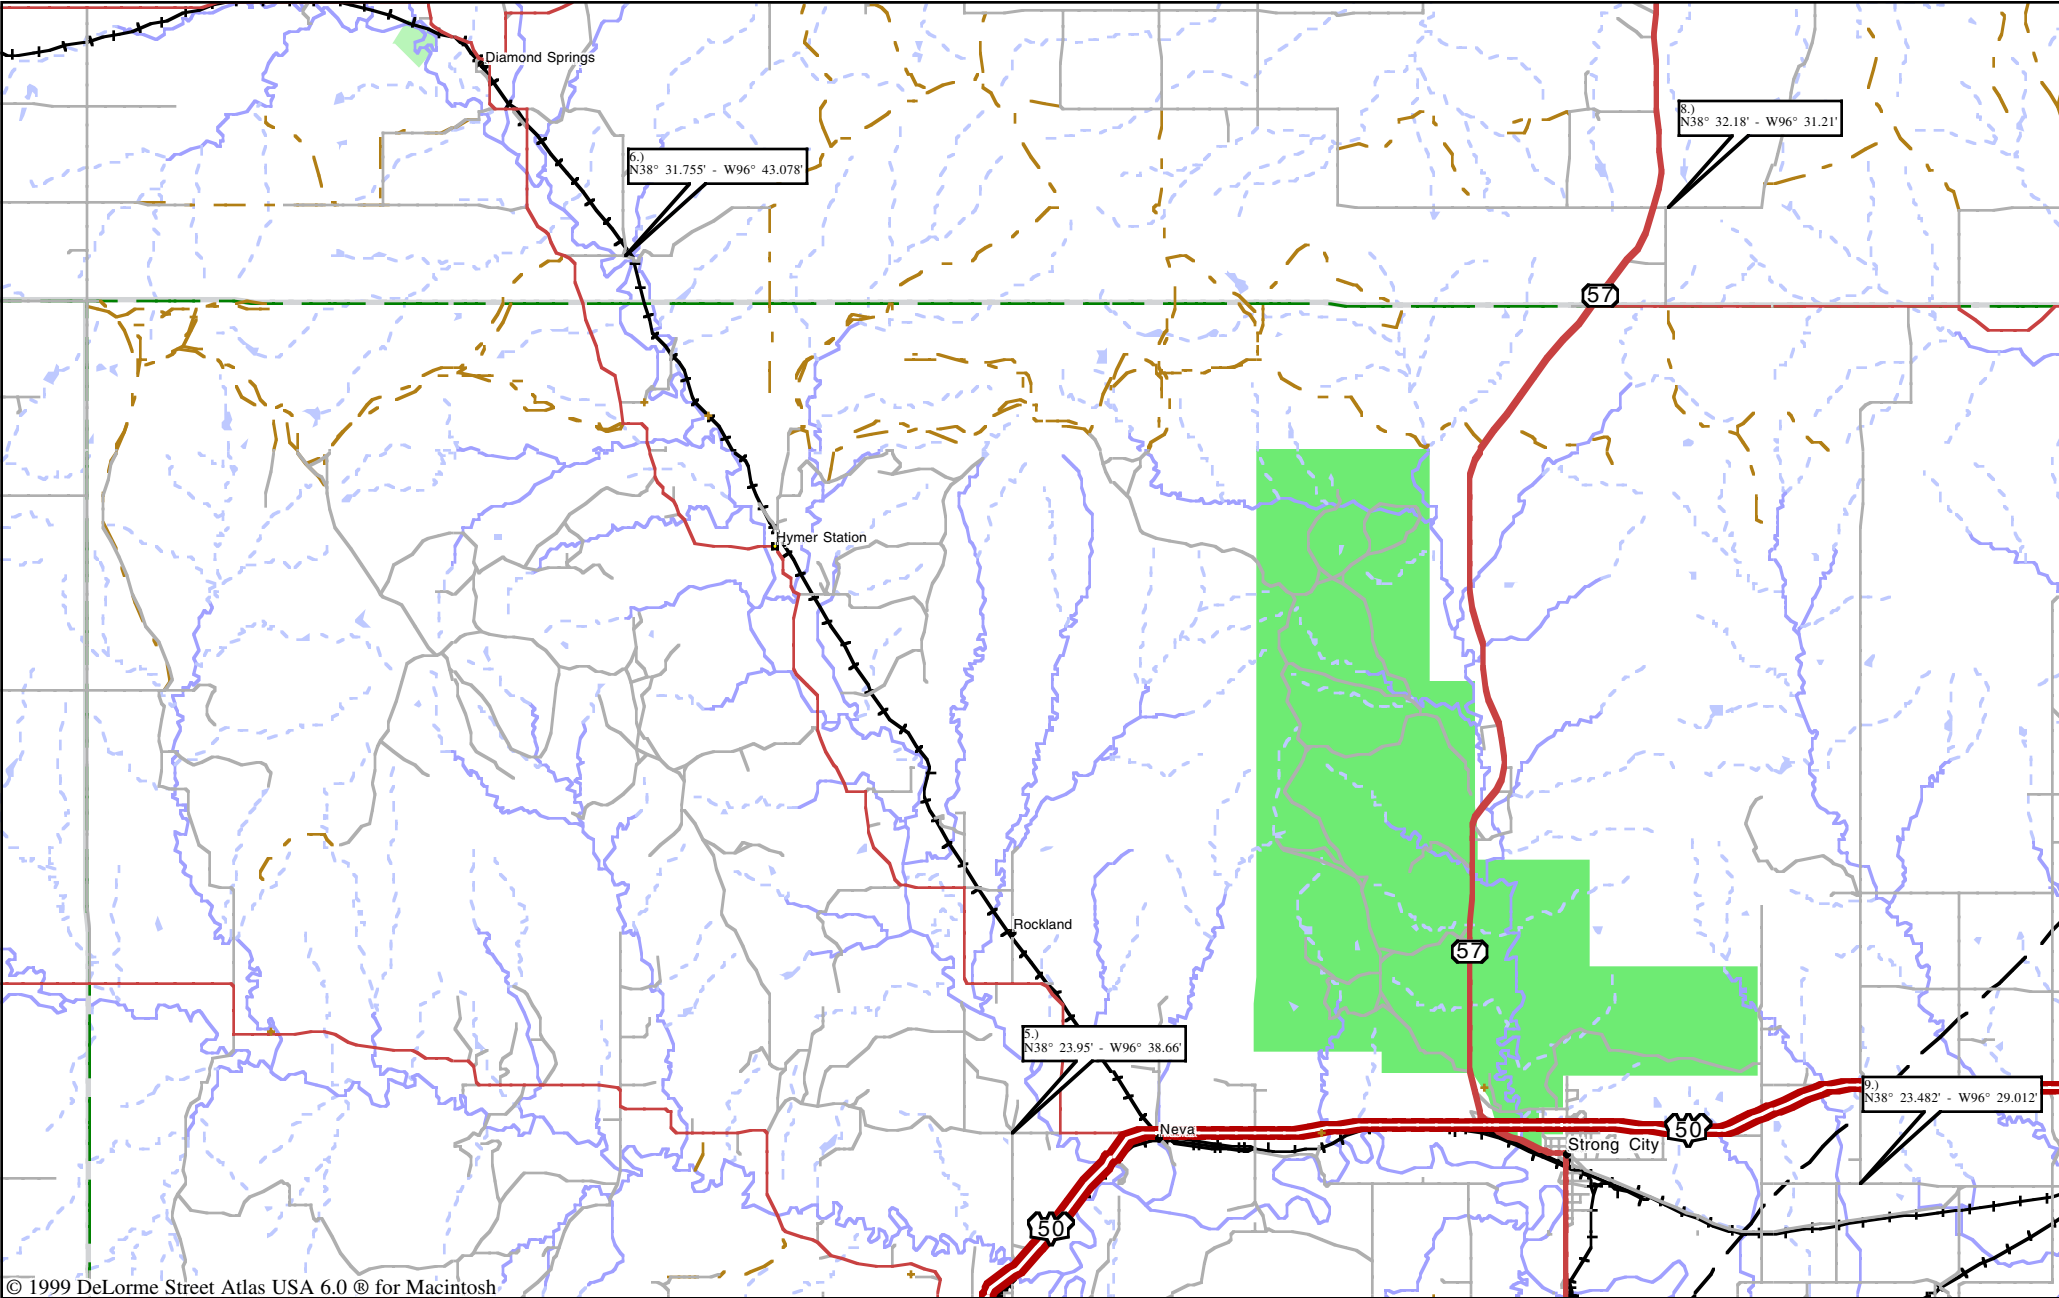 Diamond Springs
8.)
N38° 32.18' - W96° 31.21'
6.)
N38° 31.755' - W96° 43.078'
57
Hymer Station
Rockland
57
5.)
N38° 23.95' - W96° 38.66'
9.)
N38° 23.482' - W96° 29.012'
Neva
50
Strong City
50
© 1999 DeLorme Street Atlas USA 6.0 ® for Macintosh